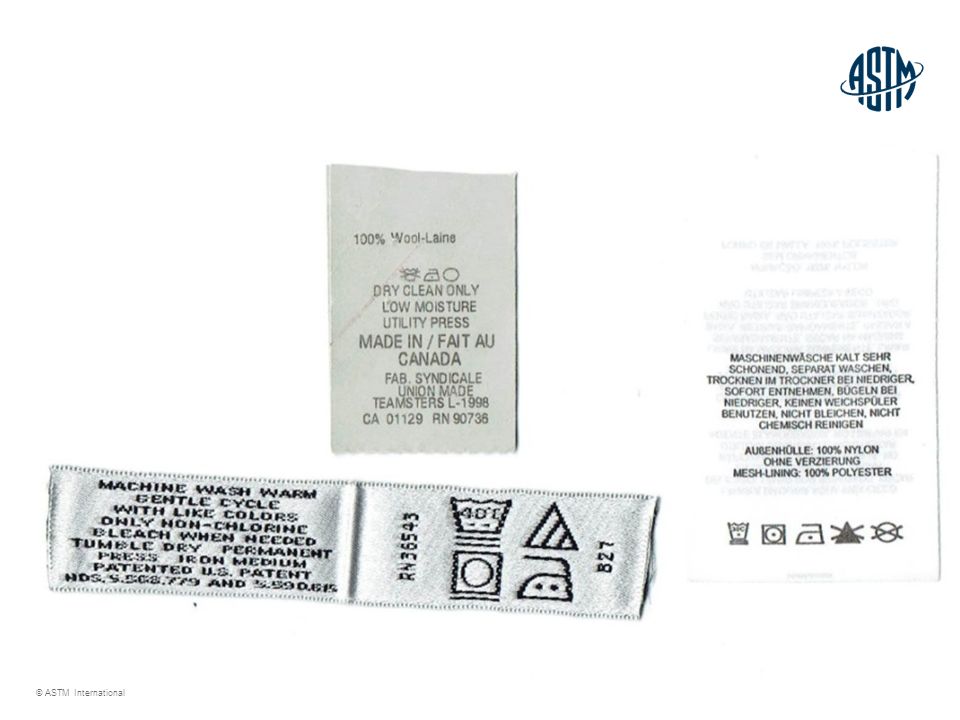 ASTM
100% Wool-Laine
DRY CLEAN ONLY
LOW MOISTURE
UTILITY PRESS
MADE IN / FAIT AU
CANADA
FAB. SYNDICALE
UNION MADE
TEAMSTERS L-1998
CA 01129 RN 90736
MASCHINENWÄSCHE KALT SEHR
SCHONEND, SEPARAT WASCHEN,
TROCKNEN IM TROCKNER BEI NIEDRIGER,
SOFORT ENTNEHMEN, BÜGELN BEI
NIEDRIGER, KEINEN WEICHSPÜLER
BENUTZEN, NICHT BLEICHEN, NICHT
CHEMISCH REINIGEN
AUßENHÜLLE: 100% NYLON
OHNE VERZIERUNG
MESH-LINING: 100% POLYESTER
MACHINE WASH WARM
GENTLE CYCLE
WITH LIKE COLORS
ONLY NON-CHLORINE
BLEACH WHEN NEEDED
TUMBLE DRY PERMANENT
PRESS IRON MEDIUM
PATENTED U.S. PATENT
NOS. 5.568.779 AND 5.590.615
RN36543
40C
B27
© ASTM International